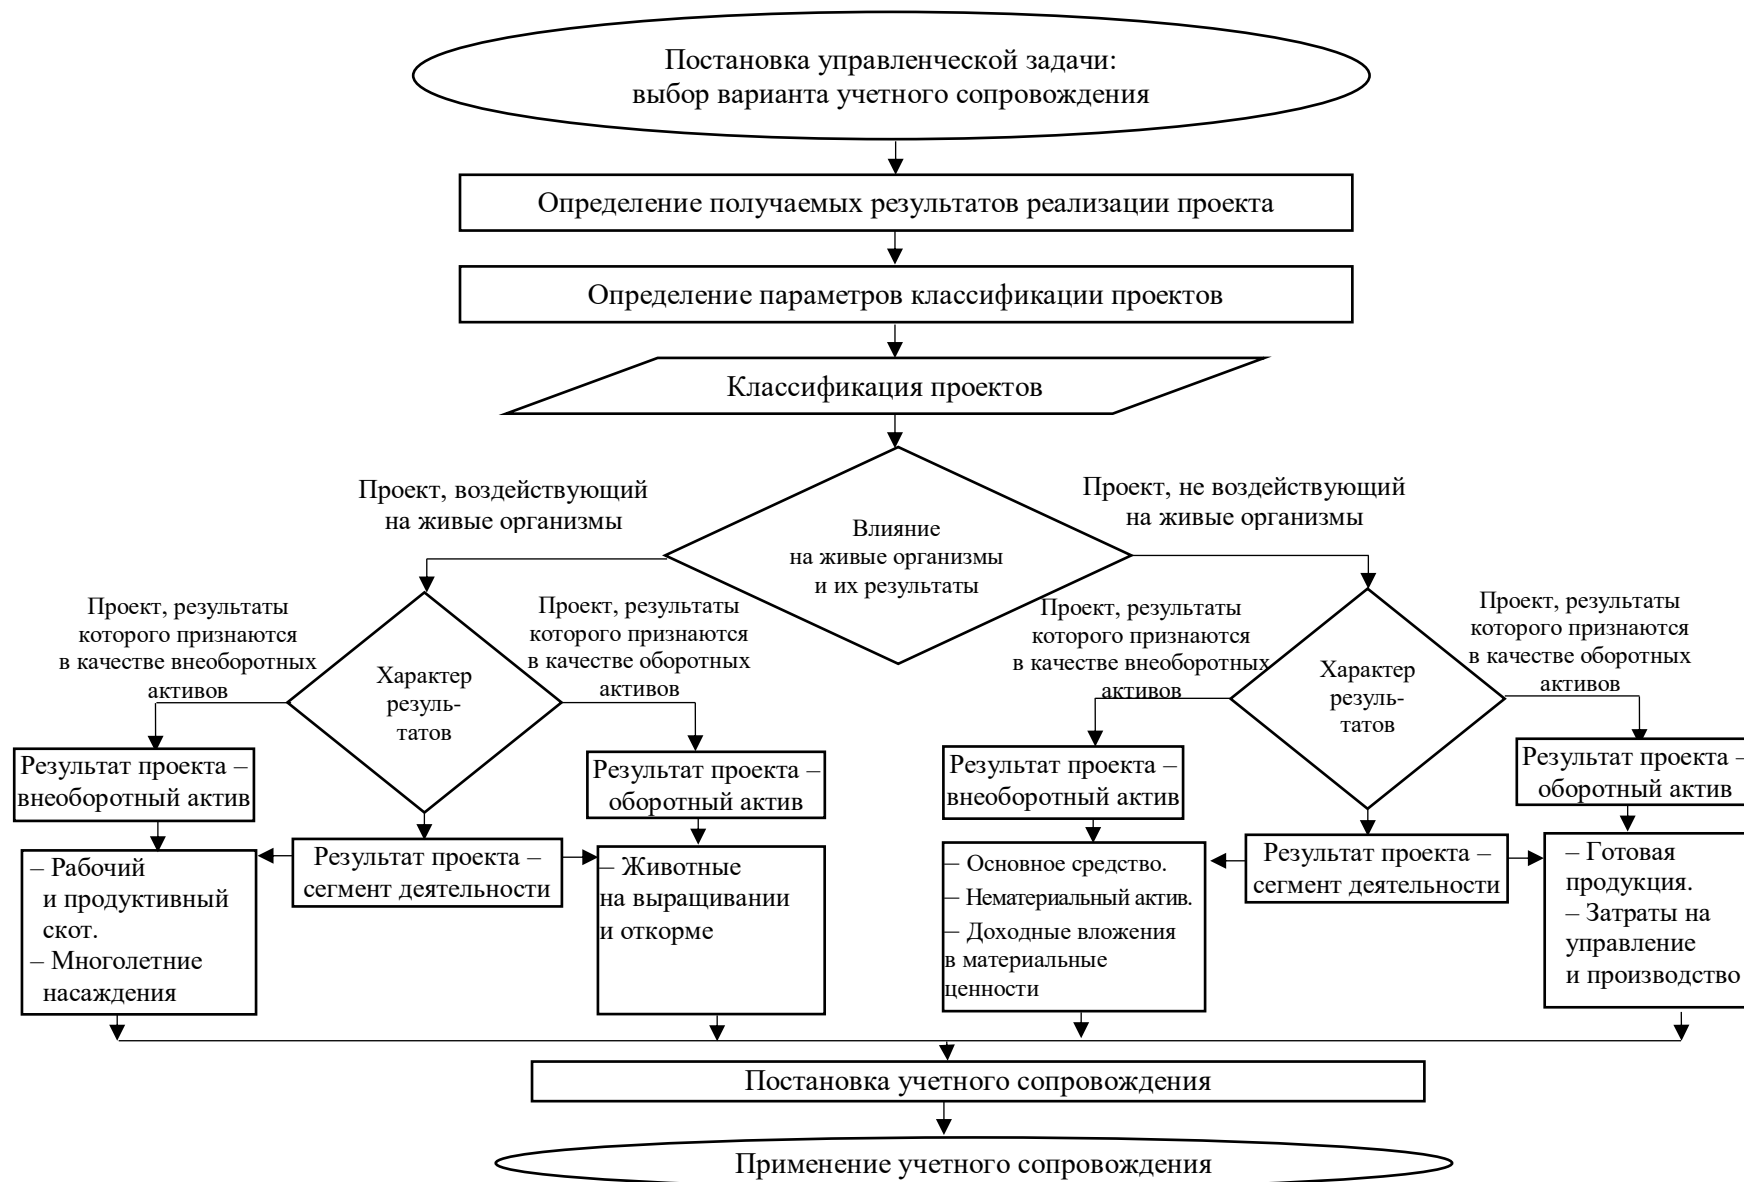 Постановка управленческой задачи:
выбор варианта учетного сопровождения
Определение получаемых результатов реализации проекта
Определение параметров классификации проектов
Классификация проектов
Проект, воздействующий
на живые организмы
Проект, не воздействующий
на живые организмы
Влияние
на живые организмы
и их результаты
Проект, результаты
которого признаются
в качестве внеоборотных
активов
Проект, результаты
которого признаются
в качестве оборотных
активов
Проект, результаты
которого признаются
в качестве внеоборотных
активов
Проект, результаты
которого признаются
в качестве оборотных
активов
Характер
резуль-
татов
Характер
резуль-
татов
Результат проекта –
внеоборотный актив
Результат проекта –
оборотный актив
Результат проекта –
внеоборотный актив
Результат проекта –
оборотный актив
– Рабочий
и продуктивный
скот.
– Многолетние
насаждения
Результат проекта –
сегмент деятельности
– Животные
на выращивании
и откорме
– Основное средство.
– Нематериальный актив.
– Доходные вложения
в материальные
ценности
Результат проекта –
сегмент деятельности
– Готовая
продукция.
– Затраты на
управление
и производство
Постановка учетного сопровождения
Применение учетного сопровождения